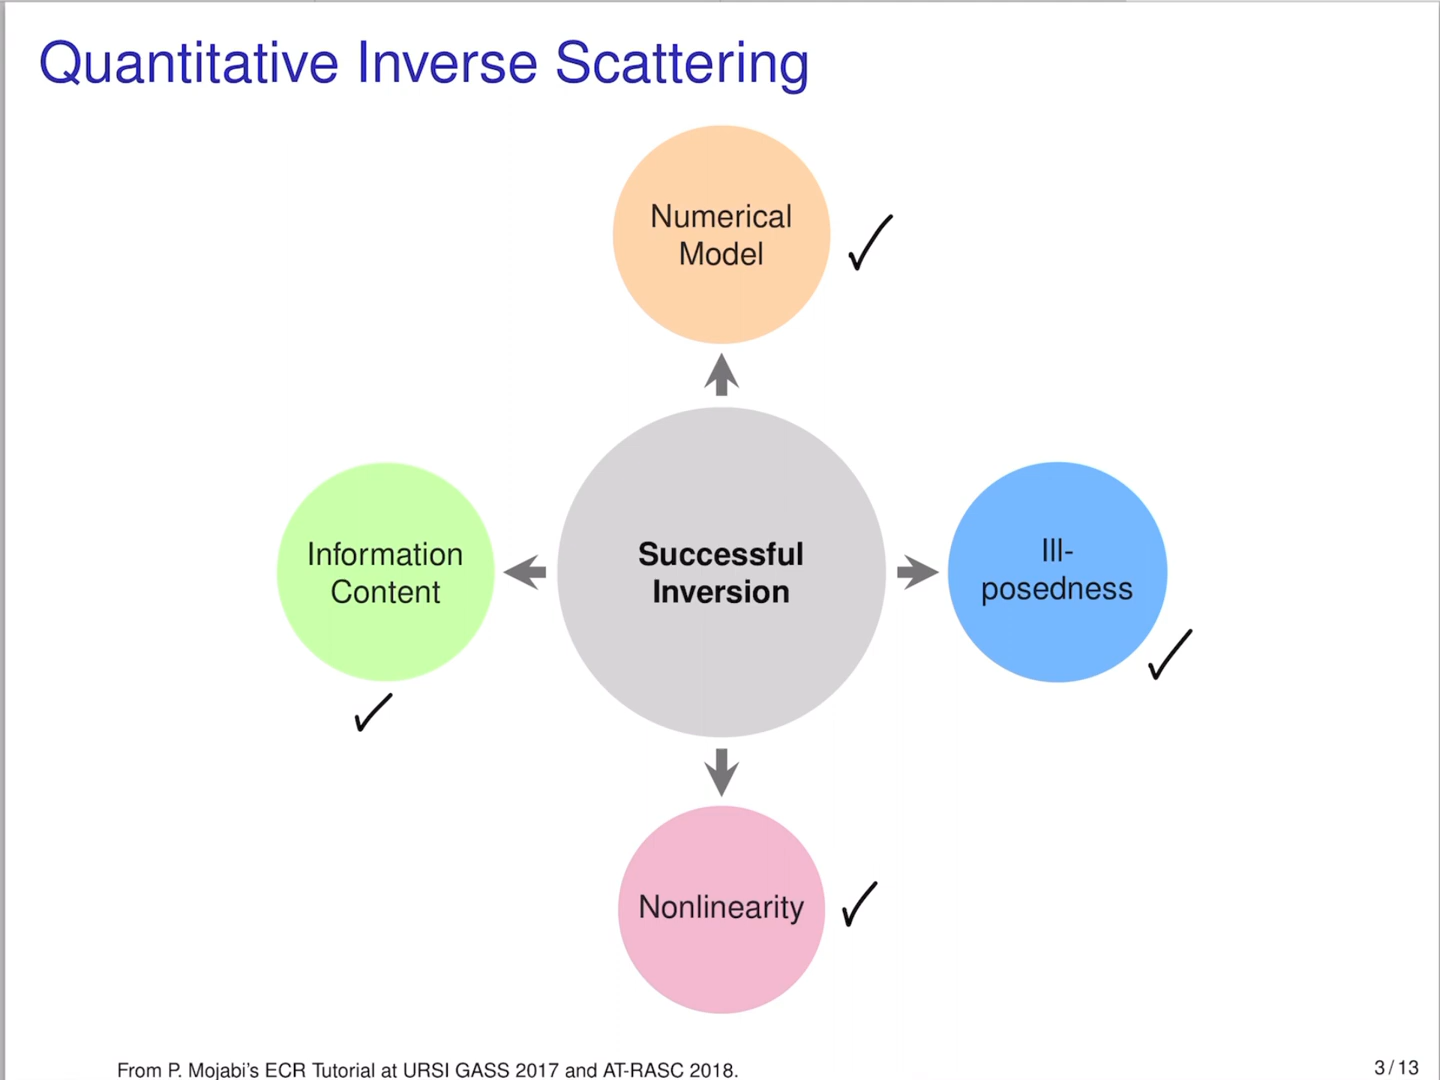 Quantitative Inverse Scattering
Numerical
Model
Information
Content
Successful
Inversion
Ill-
posedness
Nonlinearity
From P. Mojabi's ECR Tutorial at URSI GASS 2017 and AT-RASC 2018.
3 / 13